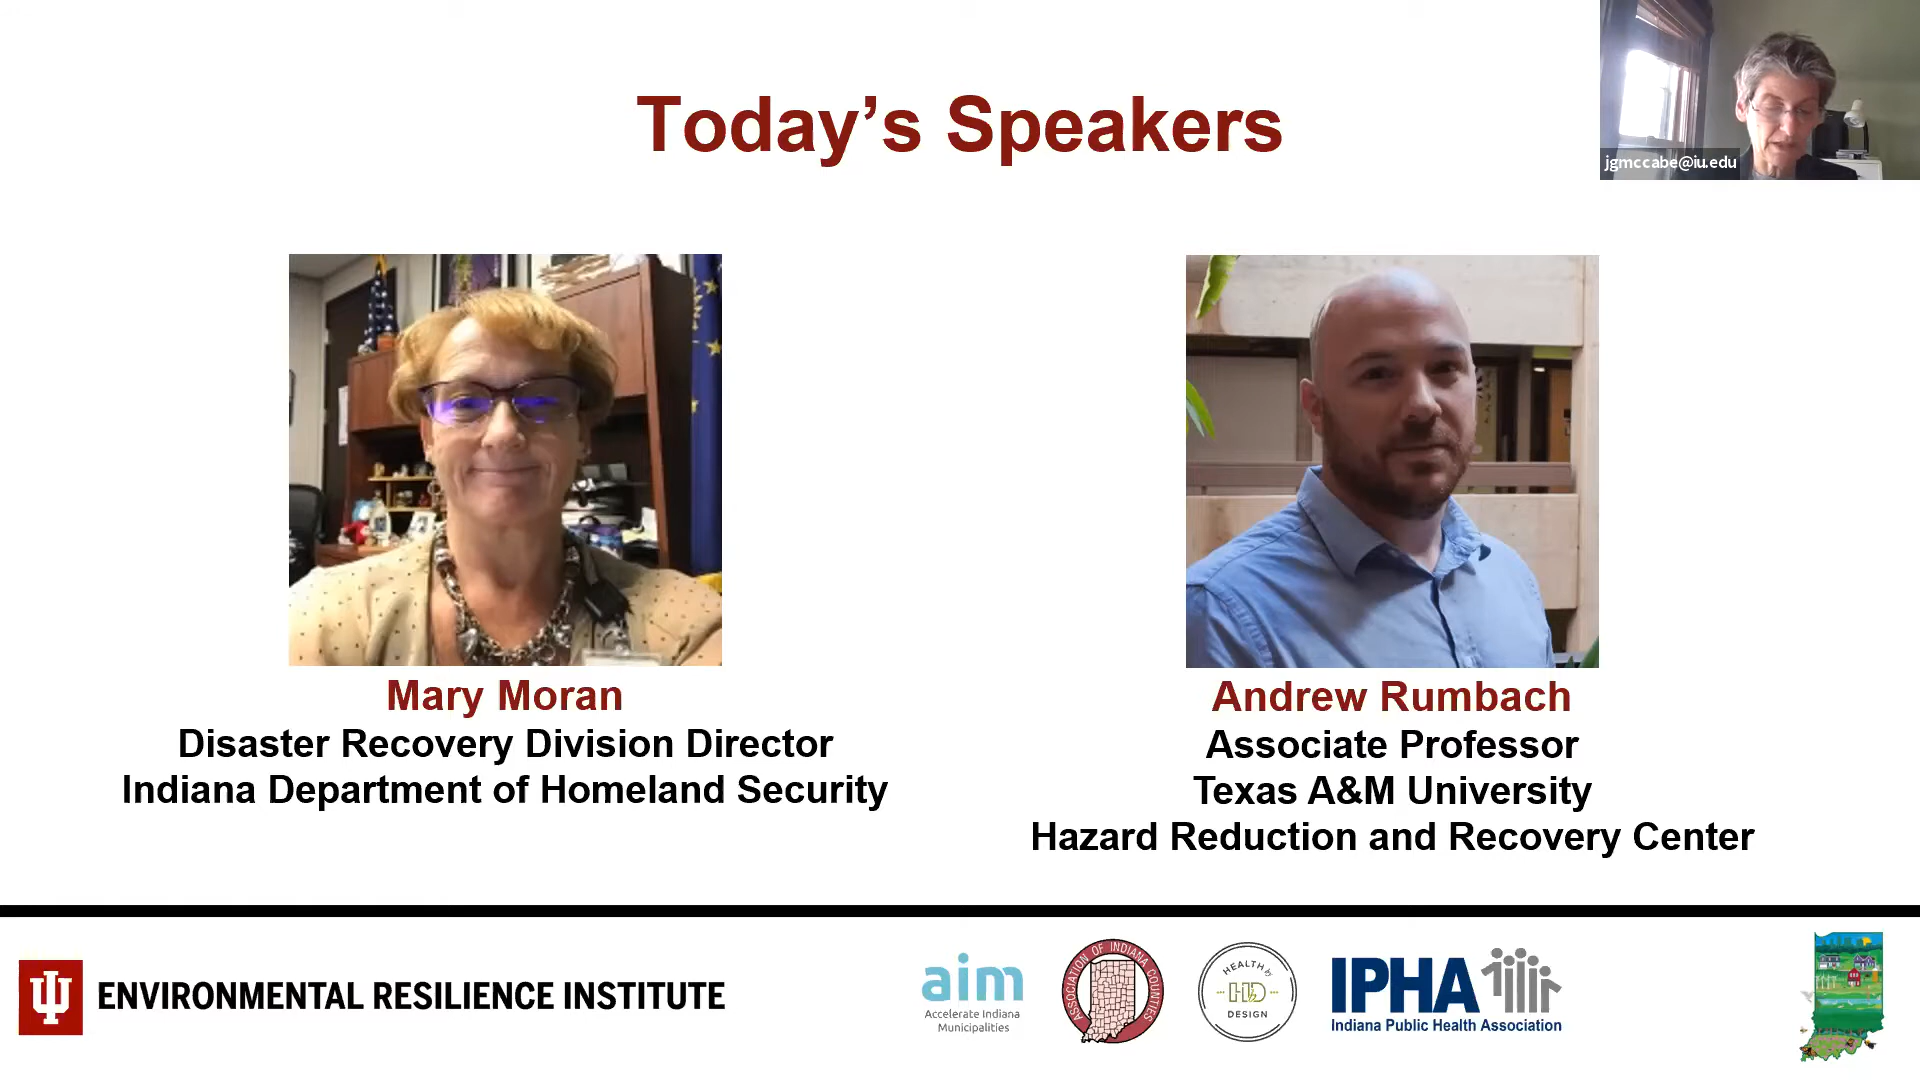 Today’s Speakers
jgmccabe@iu.edu
Mary Moran
Disaster Recovery Division Director
Indiana Department of Homeland Security
Andrew Rumbach
Associate Professor
Texas A&M University
Hazard Reduction and Recovery Center
ENVIRONMENTAL RESILIENCE INSTITUTE
aim
Accelerate Indiana
Municipalities
ASSOCIATION OF INDIANA COUNTIES
HEALTH by
HD
DESIGN
IPHA
Indiana Public Health Association